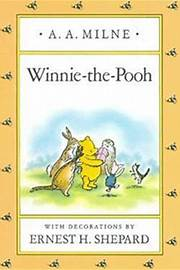 A. A. MILNE
Winnie-the-Pooh
WITH DECORATIONS BY
ERNEST H. SHEPARD